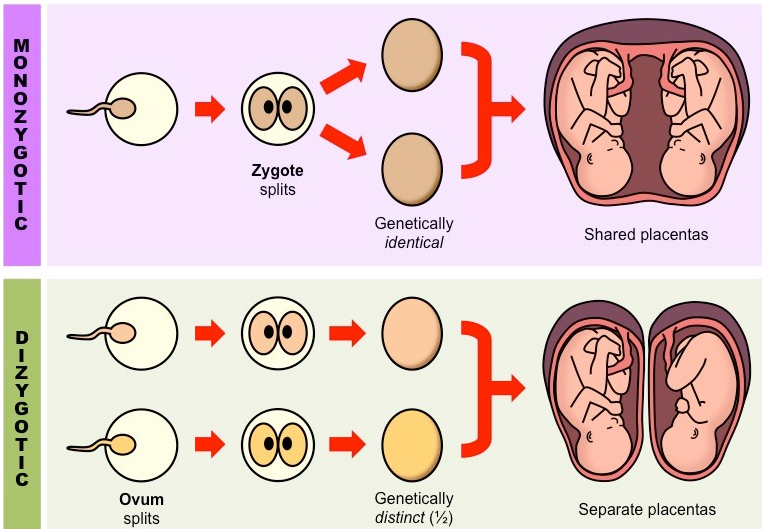 MONOZYGOTIC
Zygote
splits
Genetically
identical
Shared placentas
DIZYGOTIC
Ovum
splits
Genetically
distinct (½)
Separate placentas